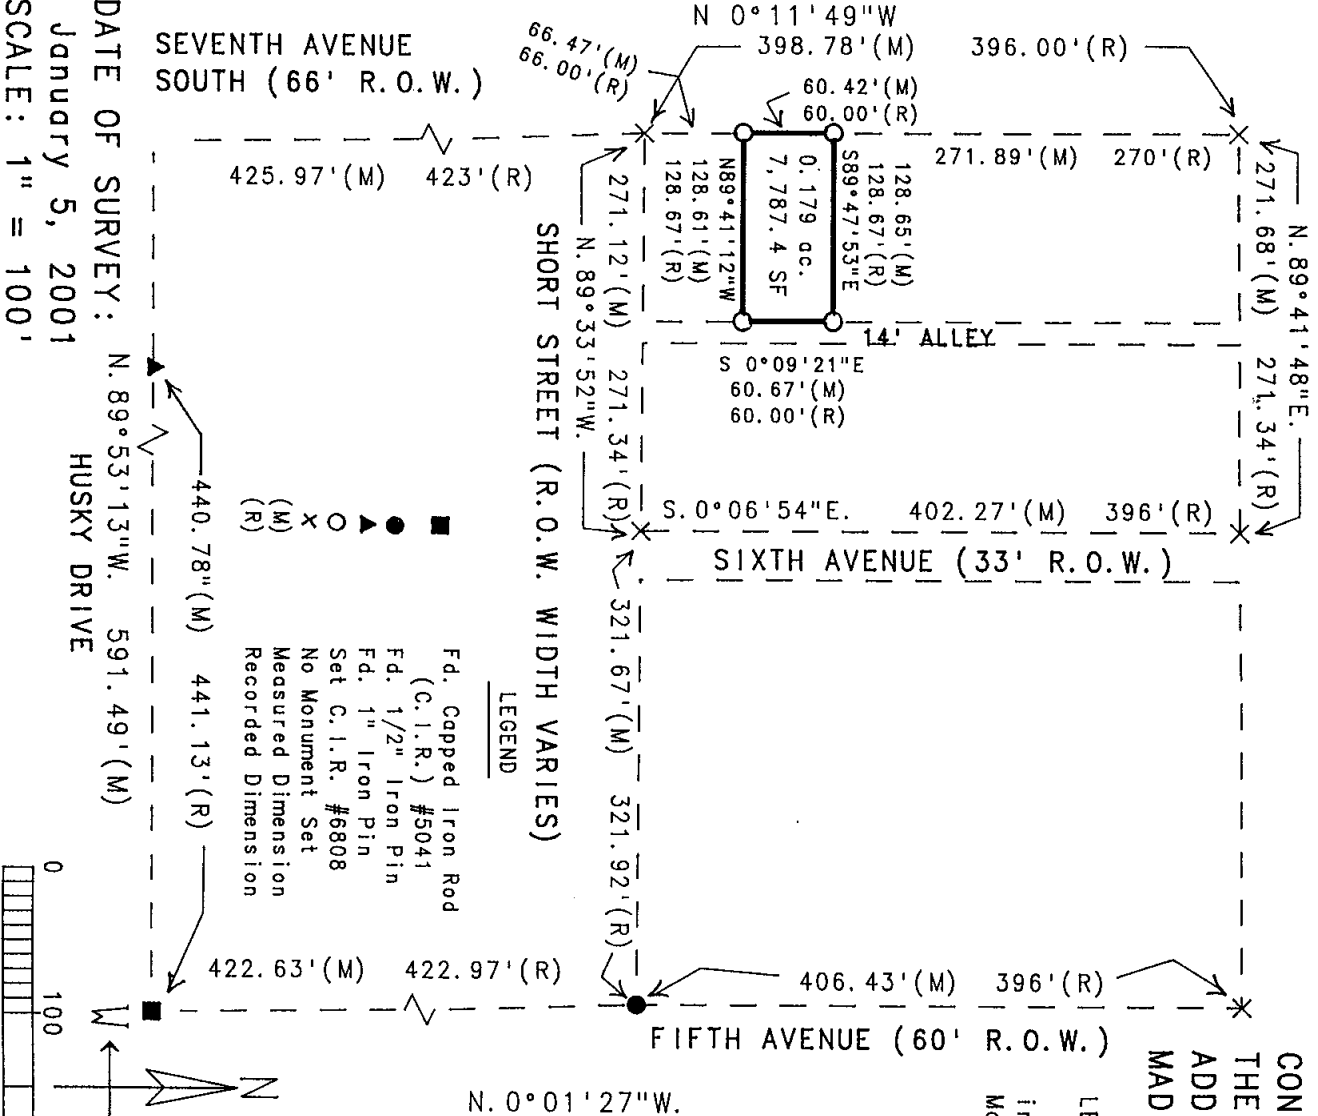 N 0°11'49"W
398.78'(M) 396.00'(R)
66.47'(M)
66.00'(R)
SEVENTH AVENUE
SOUTH (66' R.O.W.)
60.42'(M)
60.00'(R)
425.97'(M) 423'(R)
271.89'(M) 270'(R)
128.65'(M)
128.67'(R)
S89°47'53"E
0.179 ac.
7,787.4 SF
N89°41'12"W
128.61'(M)
128.67'(R)
14' ALLEY
S 0°09'21"E
60.67'(M)
60.00'(R)
N.89°41'48"E.
271.68'(M) 271.34'(R)
271.12'(M) 271.34'(R)
N.89°33'52"W.
SHORT STREET (R.O.W. WIDTH VARIES)
S.0°06'54"E. 402.27'(M) 396'(R)
SIXTH AVENUE (33' R.O.W.)
321.67'(M) 321.92'(R)
LEGEND
Fd. Capped Iron Rod
(C.I.R.) #5041
Fd. 1/2" Iron Pin
Fd. 1" Iron Pin
Set C.I.R. #6808
× No Monument Set
(M) Measured Dimension
(R) Recorded Dimension
440.78"(M) 441.13'(R)
N.89°53'13"W. 591.49'(M)
HUSKY DRIVE
DATE OF SURVEY:
January 5, 2001
SCALE: 1" = 100'
422.63'(M) 422.97'(R)
406.43'(M) 396'(R)
FIFTH AVENUE (60' R.O.W.)
N.0°01'27"W.
0 100
W
N
CON
THE
ADD
MAD
LE
in
Mo